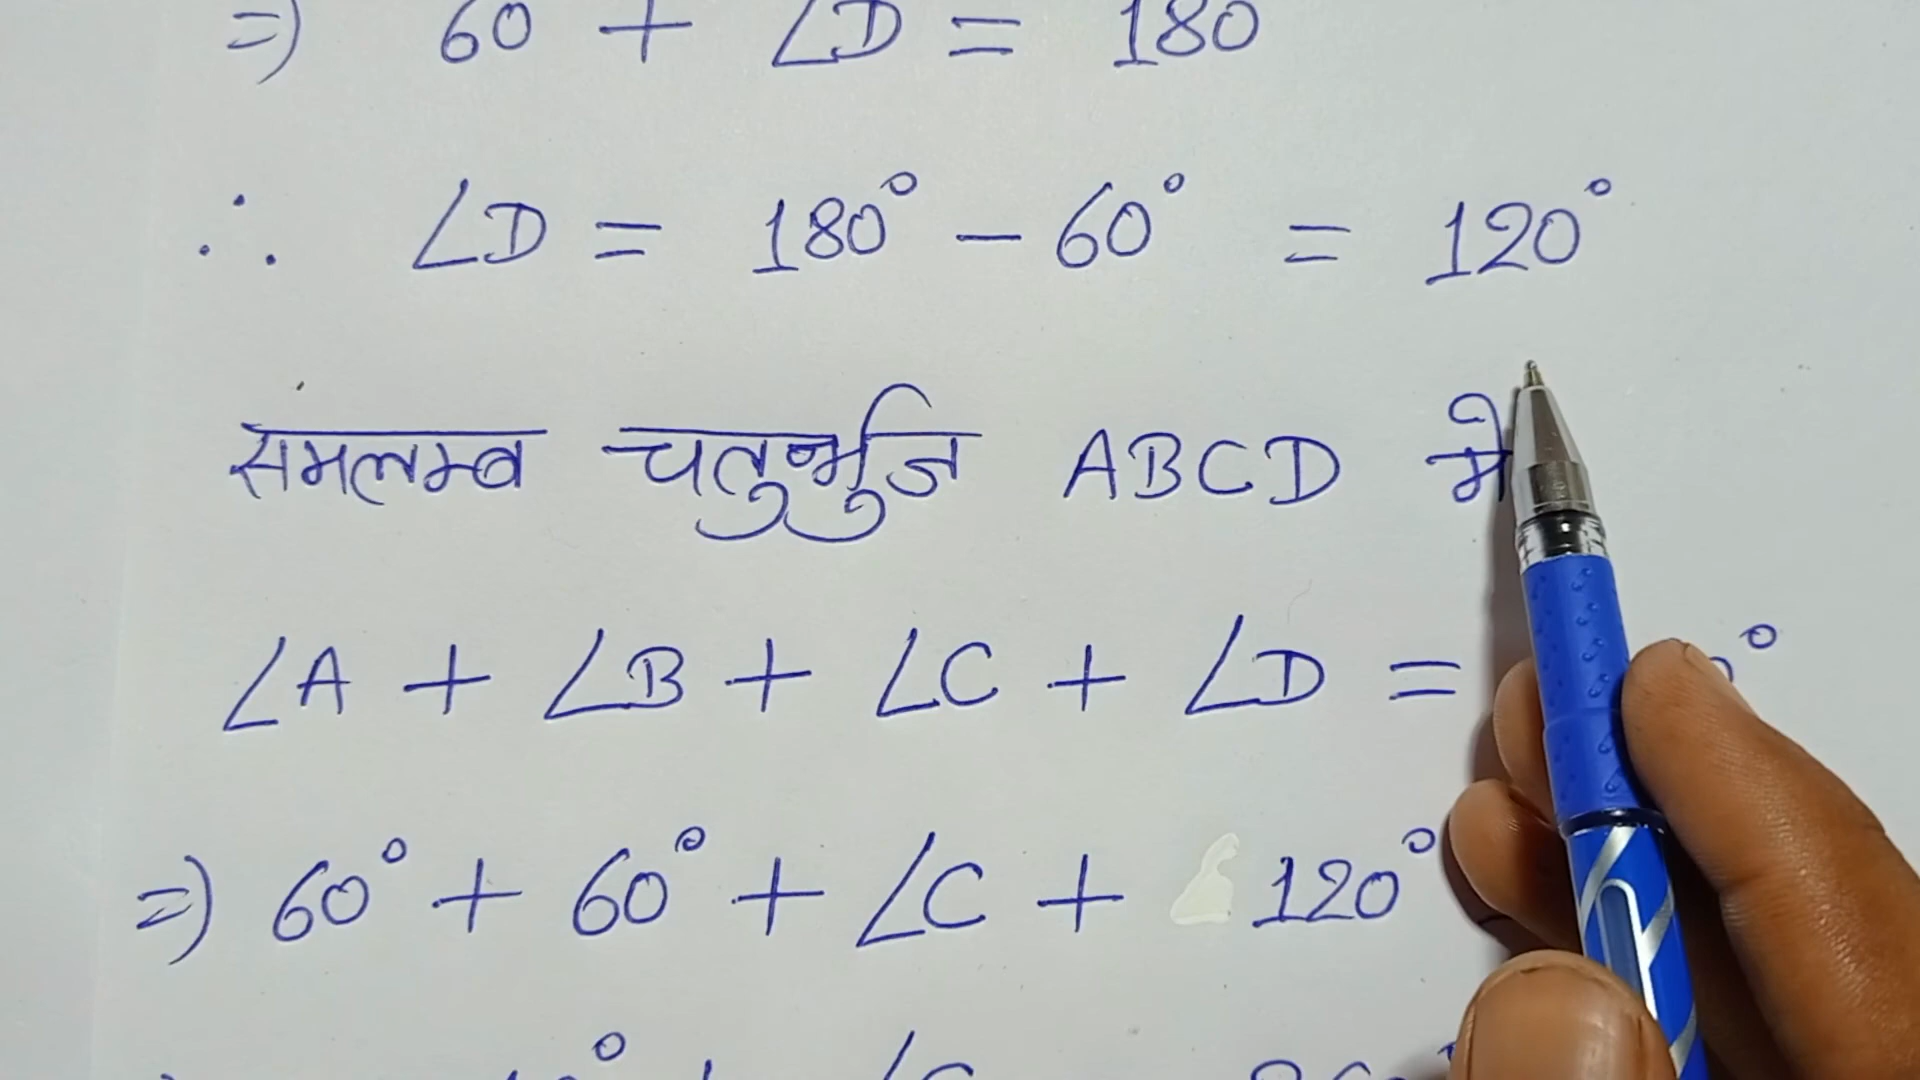 => 60 + ∠D = 180
∴ ∠D = 180° - 60° = 120°
समलम्ब चतुर्भुज ABCD मे
∠A + ∠B + ∠C + ∠D =
=> 60° + 60° + ∠C + 120°